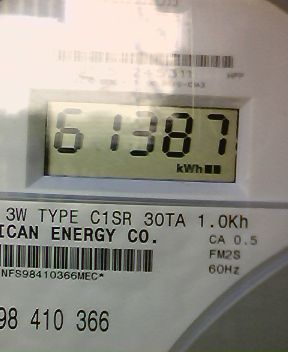 61387
kWh
3W TYPE C1SR 30TA 1.0Kh
ICAN ENERGY CO.
CA 0.5
FM2S
NFS98410366MEC*
60Hz
98 410 366